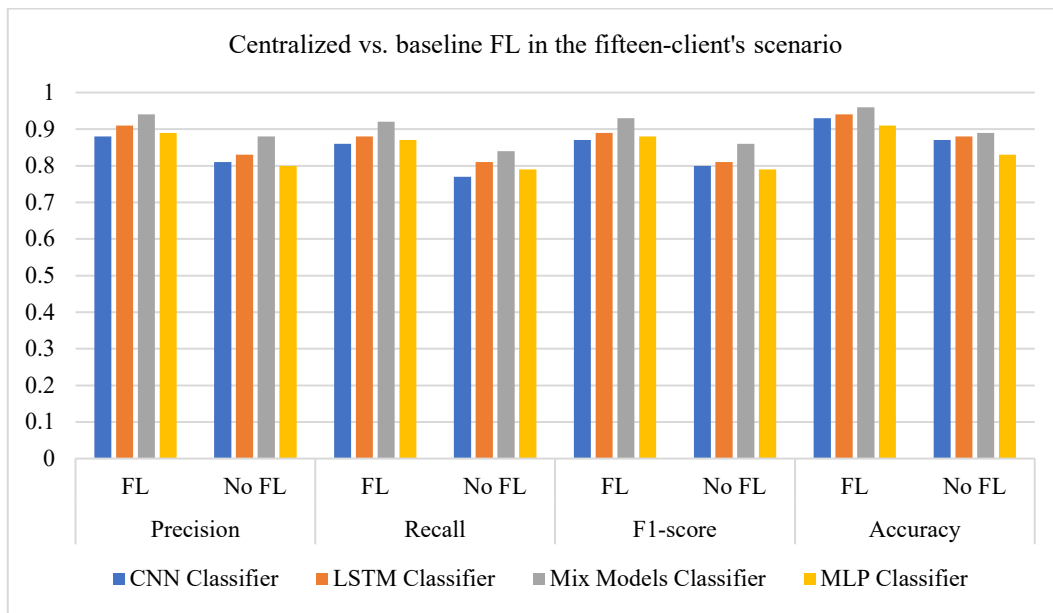 Centralized vs. baseline FL in the fifteen-client's scenario
1
0.9
0.8
0.7
0.6
0.5
0.4
0.3
0.2
0.1
0
FL No FL FL No FL FL No FL FL No FL
Precision Recall F1-score Accuracy
CNN Classifier LSTM Classifier Mix Models Classifier MLP Classifier